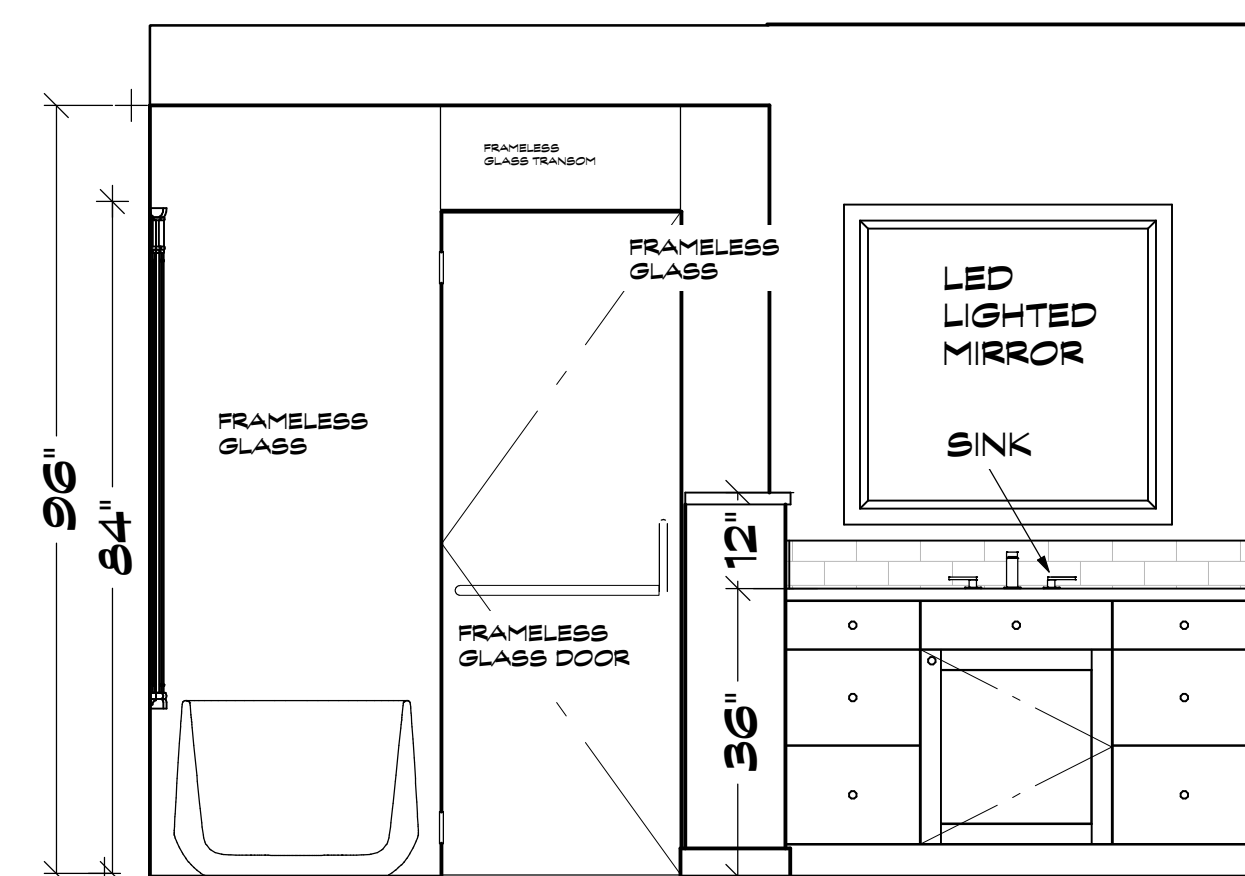 FRAMELESS
GLASS TRANSOM
FRAMELESS
GLASS
LED
LIGHTED
MIRROR
FRAMELESS
GLASS
SINK
96"
84"
12"
FRAMELESS
GLASS DOOR
36"